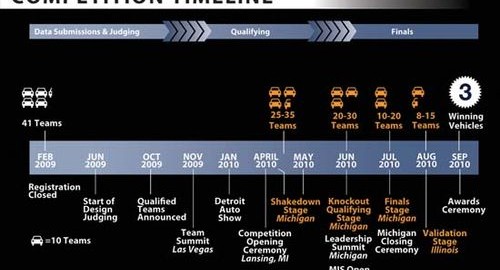 COMPETITION TIMELINE
Data Submissions & Judging
Qualifying
Finals
41 Teams
25-35
Teams
20-30
Teams
10-20
Teams
8-15
Teams
3
Winning
Vehicles
FEB
2009
JUN
2009
OCT
2009
NOV
2009
JAN
2010
APRIL
2010
MAY
2010
JUN
2010
JUL
2010
AUG
2010
SEP
2010
Registration
Closed
Start of
Design
Judging
Qualified
Teams
Announced
Team
Summit
Las Vegas
Detroit
Auto
Show
Competition
Opening
Ceremony
Lansing, MI
Shakedown
Stage
Michigan
Knockout
Qualifying
Stage
Michigan
Leadership
Summit
Michigan
MIS Open
Finals
Stage
Michigan
Michigan
Closing
Ceremony
Validation
Stage
Illinois
Awards
Ceremony
=10 Teams